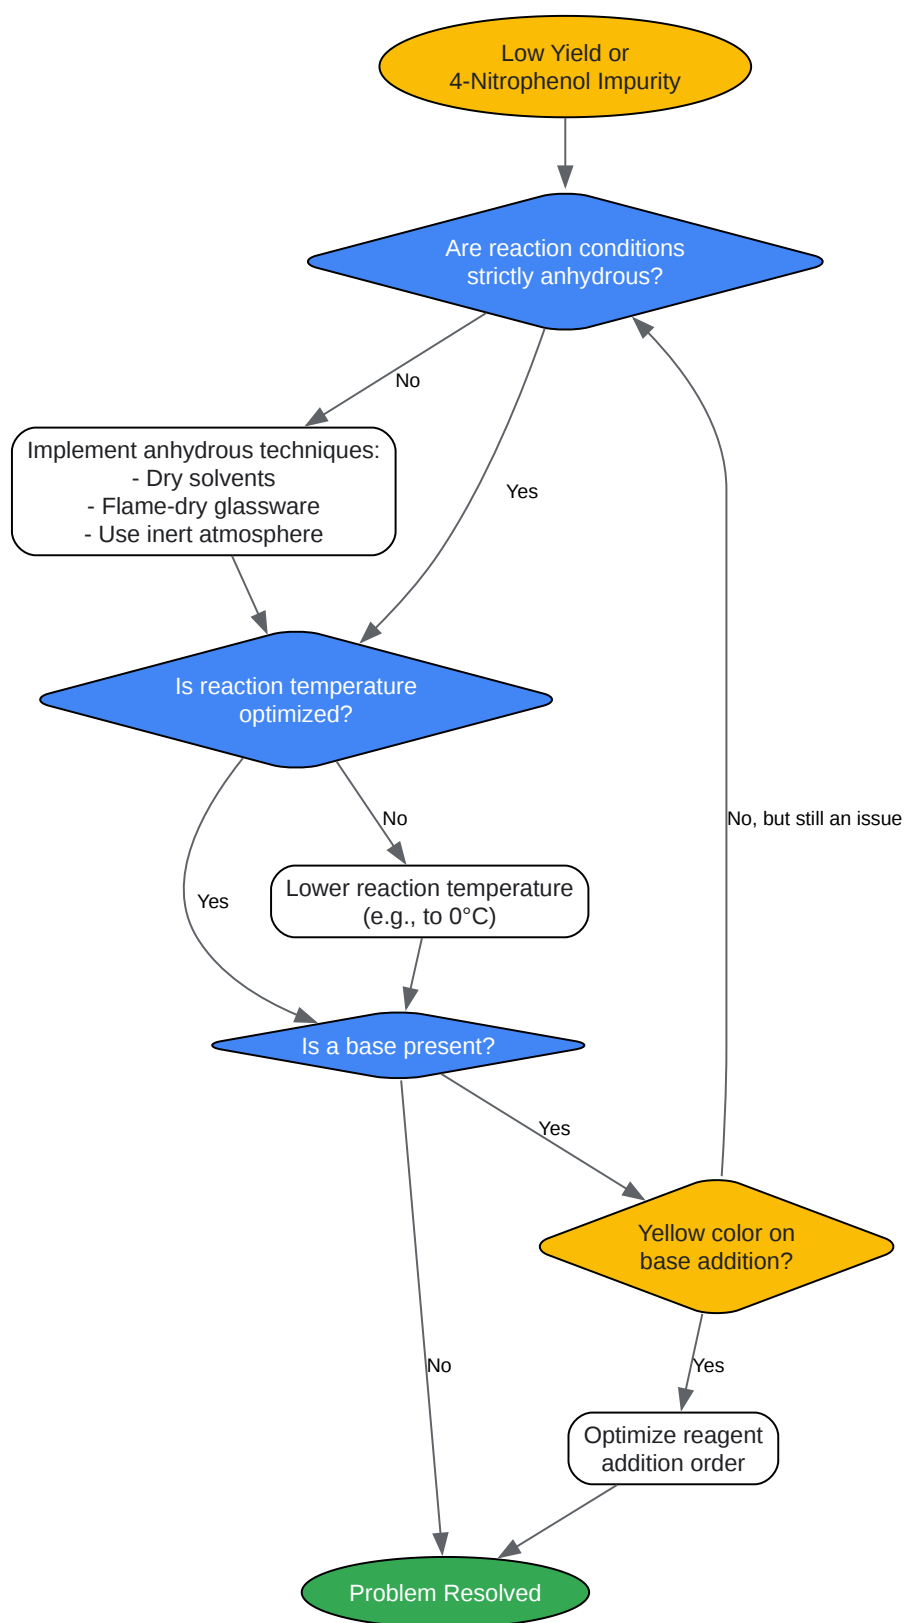 Low Yield or
4-Nitrophenol Impurity
Are reaction conditions
strictly anhydrous?
No
Implement anhydrous techniques:
- Dry solvents
- Flame-dry glassware
- Use inert atmosphere
Yes
Is reaction temperature
optimized?
No
No, but still an issue
Lower reaction temperature
(e.g., to 0°C)
Yes
Is a base present?
Yes
Yellow color on
base addition?
No
Yes
Optimize reagent
addition order
Problem Resolved